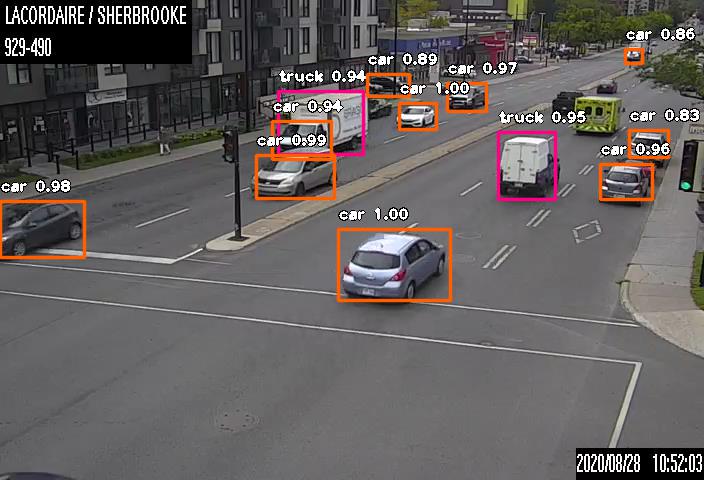 LACORDAIRE / SHERBROOKE
929-490
car 0.86
car 0.89
car 0.97
truck 0.94
car 1.00
car 0.94
truck 0.95
car 0.83
car 0.99
car 0.96
car 0.98
car 1.00
2020/08/28 10:52:03